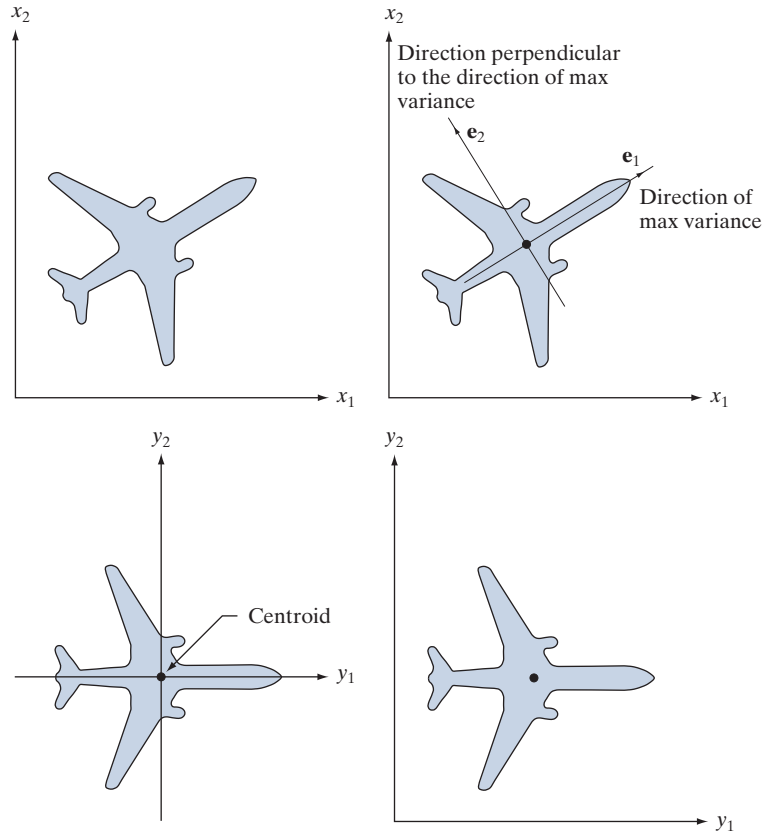 x2
x1
x2
Direction perpendicular
to the direction of max
variance
e2
e1
Direction of
max variance
x1
y2
Centroid
y1
y2
y1